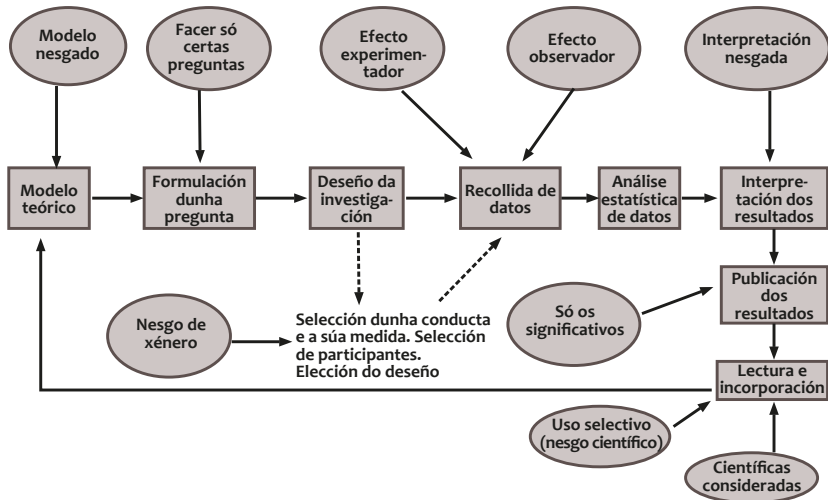 Modelo
nesgado
Facer só
certas
preguntas
Efecto
experimen-
tador
Efecto
observador
Interpretación
nesgada
Modelo
teórico
Formulación
dunha
pregunta
Deseño da
investiga-
ción
Recollida de
datos
Análise
estatística
de datos
Interpre-
tación dos
resultados
Nesgo de
xénero
Selección dunha conducta
e a súa medida. Selección
de participantes.
Elección do deseño
Só os
significativos
Publicación
dos
resultados
Lectura e
incorporación
Uso selectivo
(nesgo científico)
Científicas
consideradas